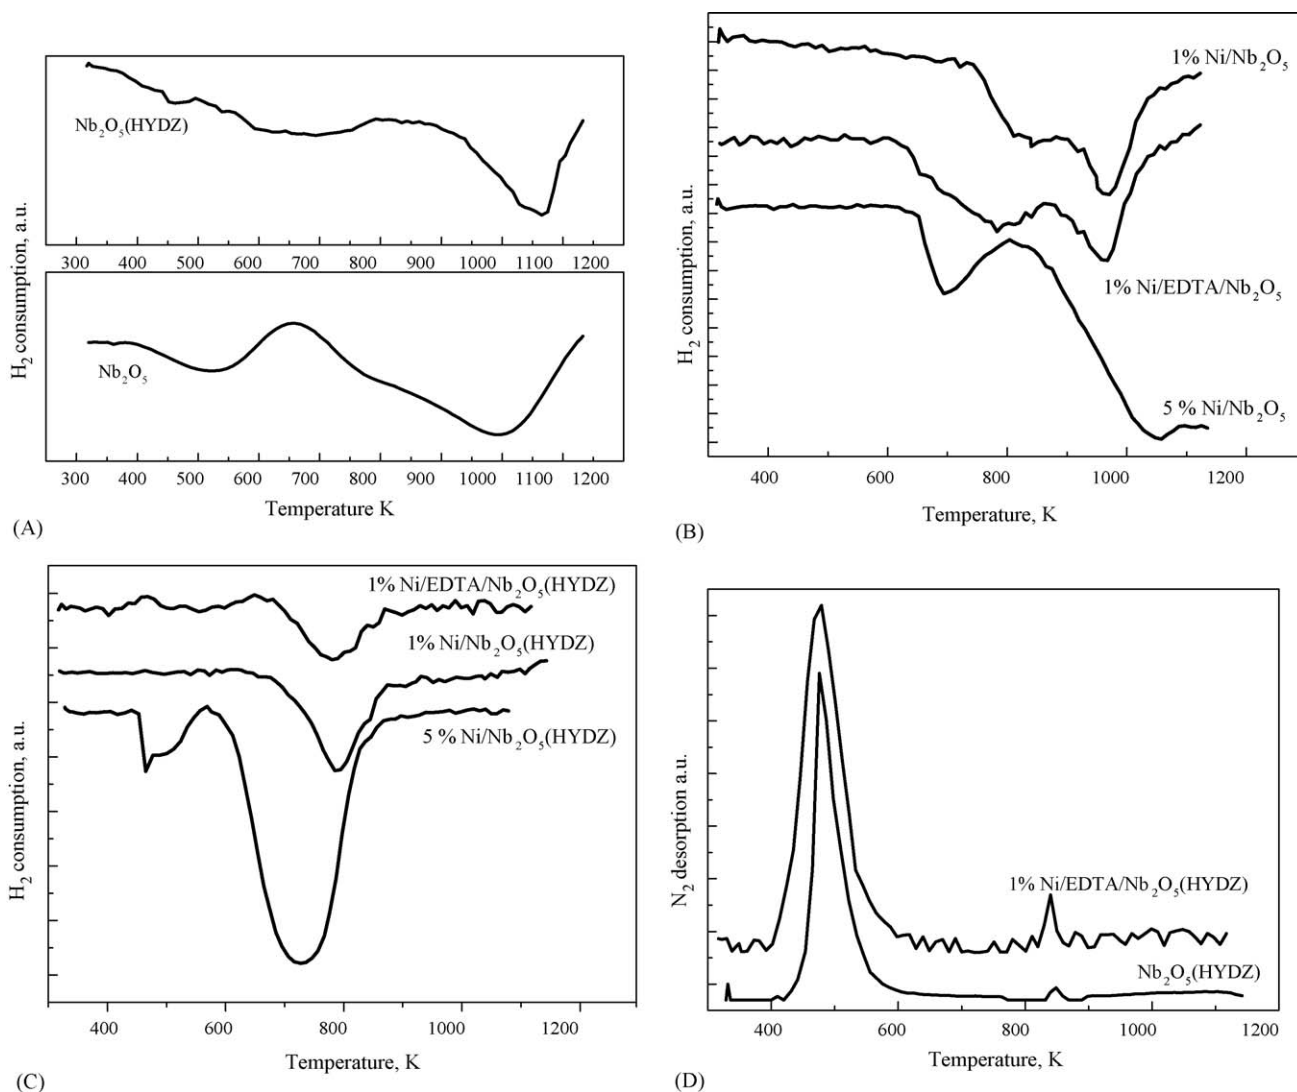 H₂ consumption, a.u.
Nb₂O₅(HYDZ)
300 400 500 600 700 800 900 1000 1100 1200
Nb₂O₅
300 400 500 600 700 800 900 1000 1100 1200
Temperature K
(A)
H₂ consumption, a.u.
1% Ni/Nb₂O₅
1% Ni/EDTA/Nb₂O₅
5 % Ni/Nb₂O₅
400 600 800 1000 1200
Temperature, K
(B)
H₂ consumption, a.u.
1% Ni/EDTA/Nb₂O₅(HYDZ)
1% Ni/Nb₂O₅(HYDZ)
5 % Ni/Nb₂O₅(HYDZ)
400 600 800 1000 1200
Temperature, K
(C)
N₂ desorption a.u.
1% Ni/EDTA/Nb₂O₅(HYDZ)
Nb₂O₅(HYDZ)
400 600 800 1000 1200
Temperature, K
(D)